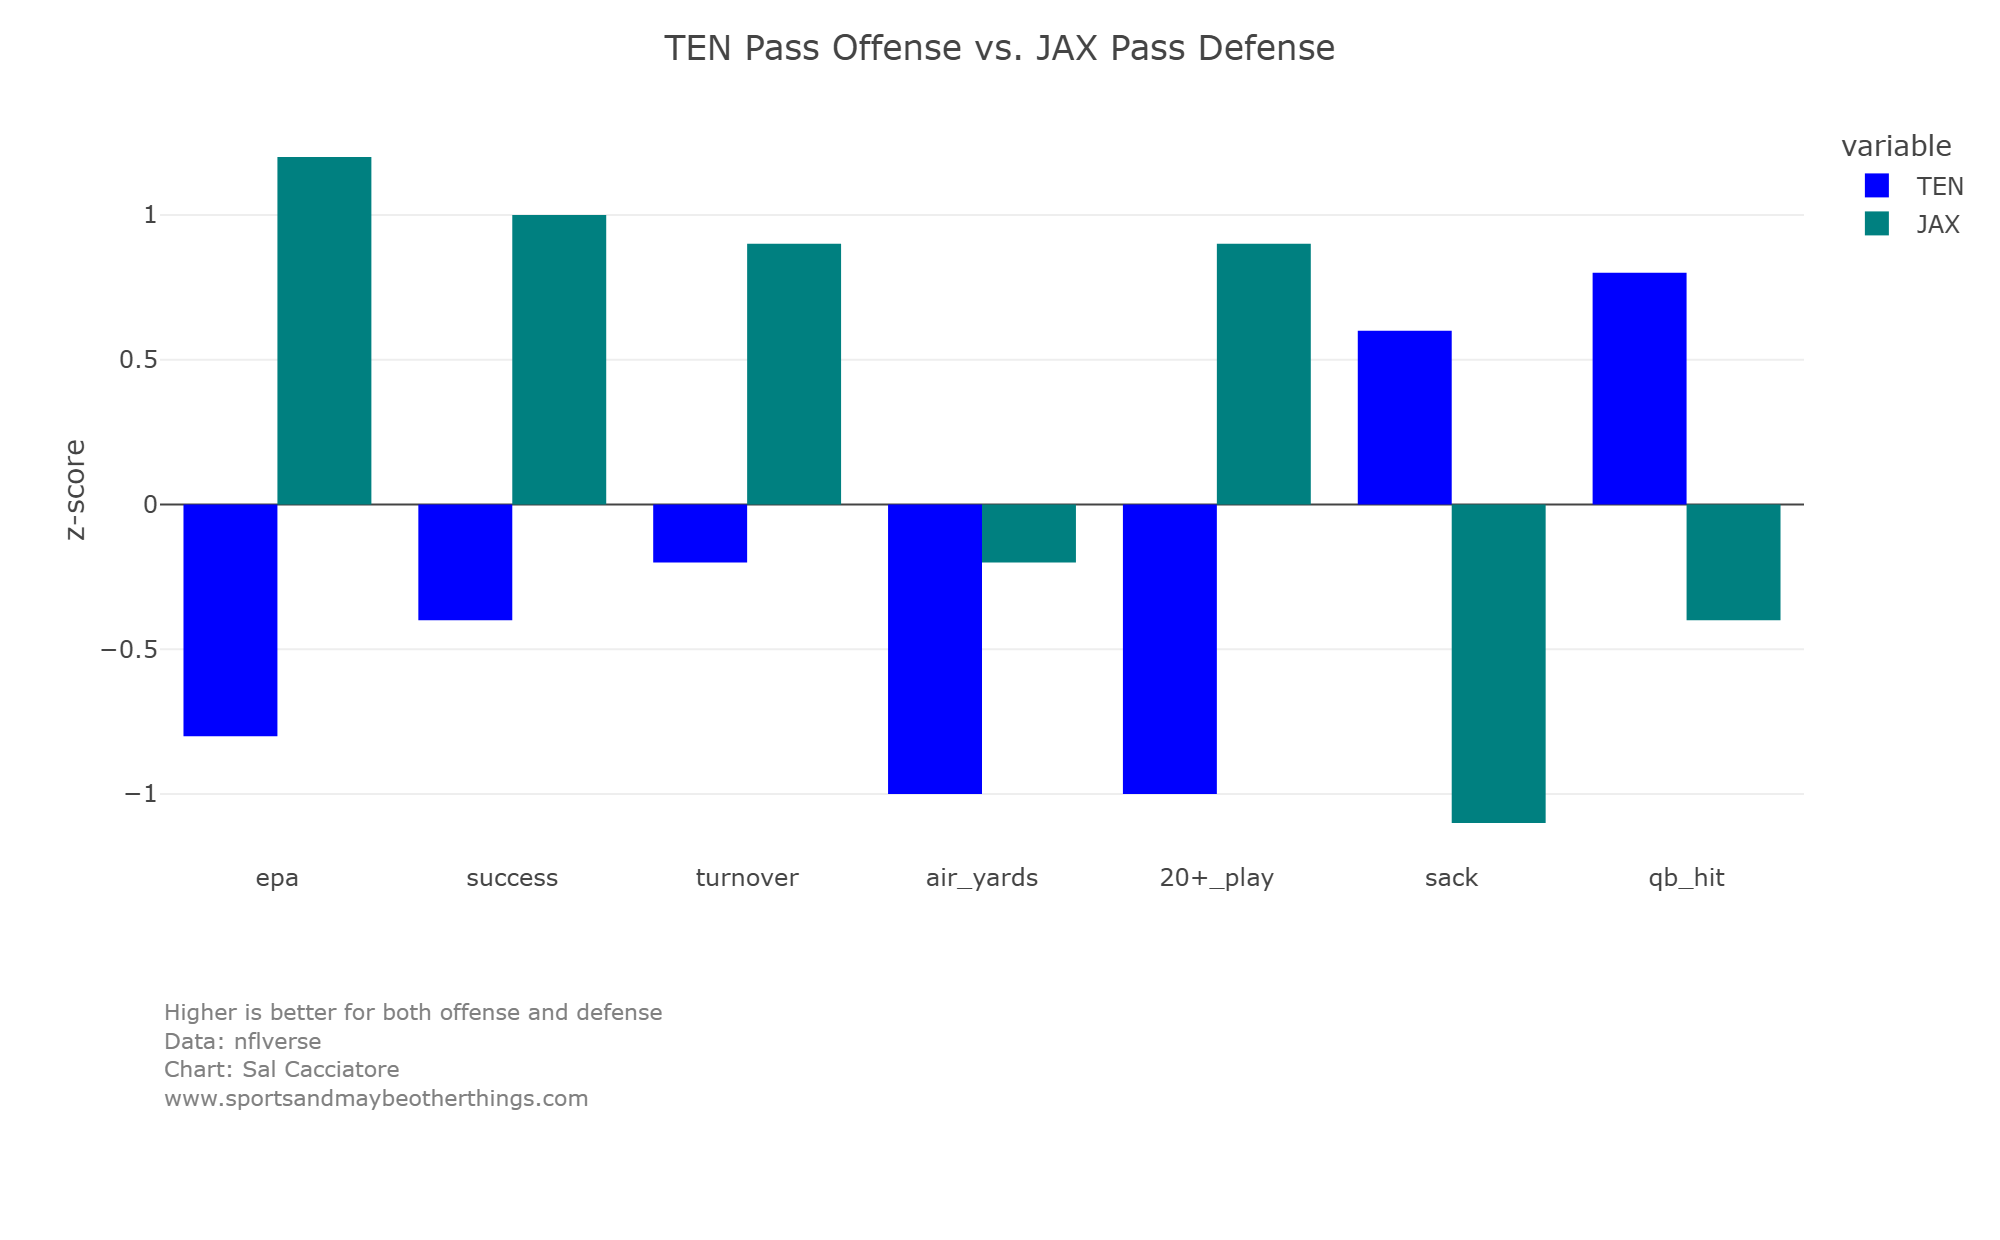 TEN Pass Offense vs. JAX Pass Defense
variable
TEN
JAX
1
0.5
0
−0.5
−1
z-score
epa
success
turnover
air_yards
20+_play
sack
qb_hit
Higher is better for both offense and defense
Data: nflverse
Chart: Sal Cacciatore
www.sportsandmaybeotherthings.com